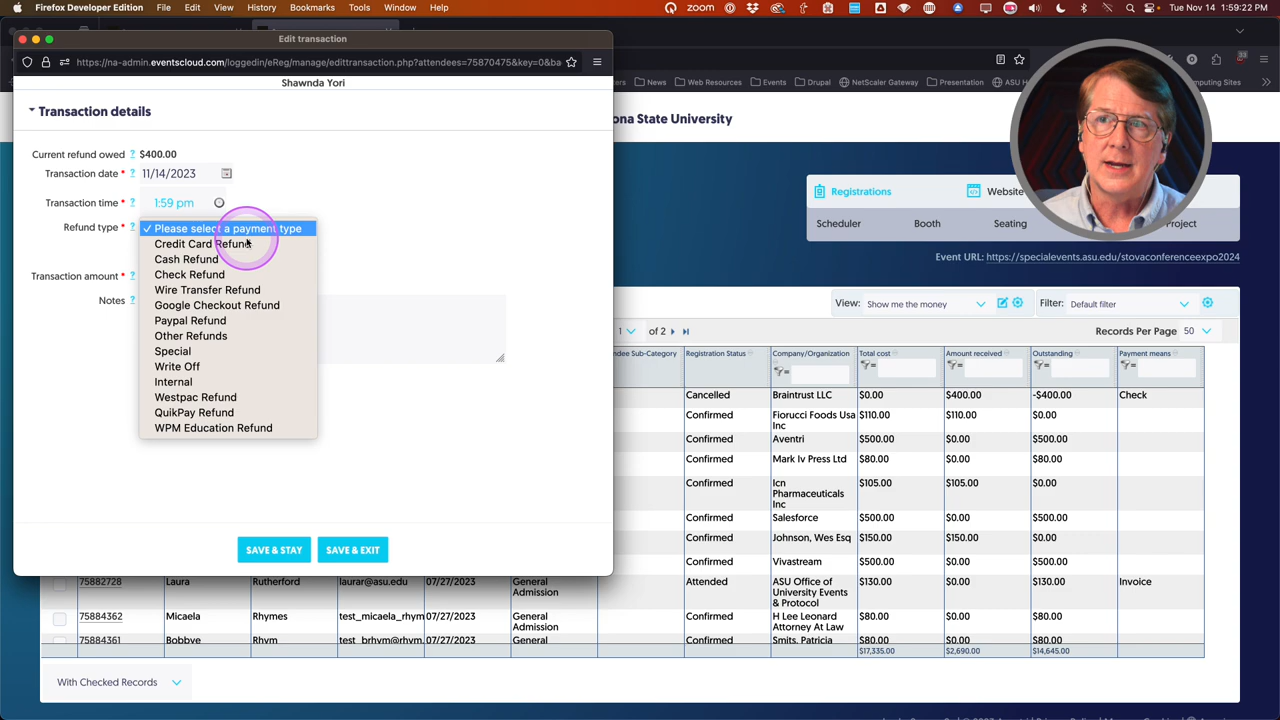 Firefox Developer Edition File Edit View History Bookmarks Tools Window Help
zoom Tue Nov 14 1:59:22 PM
Edit transaction
https://na-admin.eventscloud.com/loggedin/eReg/manage/edittransaction.php?attendees=75870475&key=0&ba
News Web Resources Events Drupal NetScaler Gateway Presentation ASU H
mputing Sites
Shawnda Yori
Transaction details
ona State University
Current refund owed ? $400.00
Transaction date * ? 11/14/2023
Transaction time * ? 1:59 pm
Refund type * ?
✓ Please select a payment type
Credit Card Refund
Cash Refund
Check Refund
Wire Transfer Refund
Google Checkout Refund
Paypal Refund
Other Refunds
Special
Write Off
Internal
Westpac Refund
QuikPay Refund
WPM Education Refund
Transaction amount * ?
Notes ?
SAVE & STAY SAVE & EXIT
Registrations Website
Scheduler Booth Seating Project
Event URL: https://specialevents.asu.edu/stovaconferenceexpo2024
View: Show me the money Filter: Default filter
1 of 2 Records Per Page 50
ndee Sub-Category Registration Status Company/Organization Total cost Amount received Outstanding Payment means
Cancelled Braintrust LLC $0.00 $400.00 -$400.00 Check
Confirmed Fiorucci Foods Usa Inc $110.00 $110.00 $0.00
Confirmed Aventri $500.00 $0.00 $500.00
Confirmed Mark Iv Press Ltd $80.00 $0.00 $80.00
Confirmed Icn Pharmaceuticals Inc $105.00 $105.00 $0.00
Confirmed Salesforce $500.00 $0.00 $500.00
Confirmed Johnson, Wes Esq $150.00 $150.00 $0.00
Confirmed Vivastream $500.00 $0.00 $500.00
75882728 Laura Rutherford laurar@asu.edu 07/27/2023 General Admission Attended ASU Office of University Events & Protocol $130.00 $0.00 $130.00 Invoice
75884362 Micaela Rhymes test_micaela_rhym 07/27/2023 General Admission Confirmed H Lee Leonard Attorney At Law $80.00 $0.00 $80.00
75884361 Bobbye Rhym test_brhym@rhym. 07/27/2023 General Confirmed Smits, Patricia $80.00 $0.00 $80.00
$17,335.00 $2,690.00 $14,645.00
With Checked Records